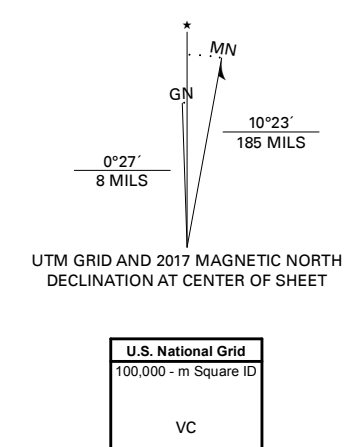 ★
MN
GN
10°23´
185 MILS
0°27´
8 MILS
UTM GRID AND 2017 MAGNETIC NORTH
DECLINATION AT CENTER OF SHEET
U.S. National Grid
100,000 - m Square ID
VC